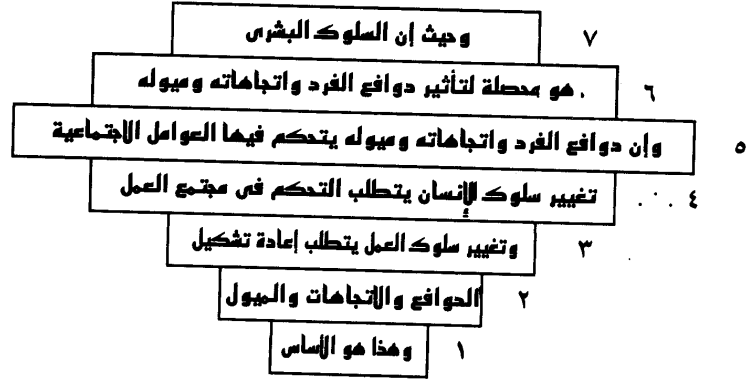 ٧ وحيث إن السلوك البشرى
٦ . هو محصلة لتأثير دوافع الفرد واتجاهاته وميوله
٥ وإن دوافع الفرد واتجاهاته وميوله يتحكم فيها العوامل الاجتماعية
٤ . ٠ . تغيير سلوك الإنسان يتطلب التحكم فى مجتمع العمل
٣ وتغيير سلوك العمل يتطلب إعادة تشكيل
٢ الدوافع والاتجاهات والميول
١ وهذا هو الأساس